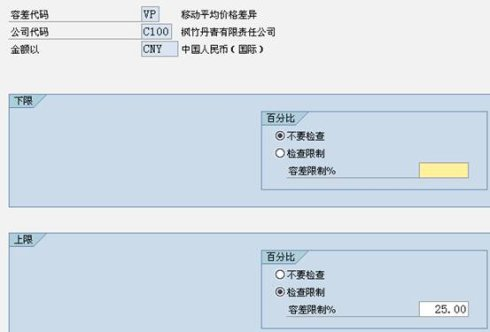 容差代码 VP 移动平均价格差异
公司代码 C100 枫竹丹青有限责任公司
金额以 CNY 中国人民币(国际)
下限
百分比
不要检查
检查限制
容差限制%
上限
百分比
不要检查
检查限制
容差限制% 25.00